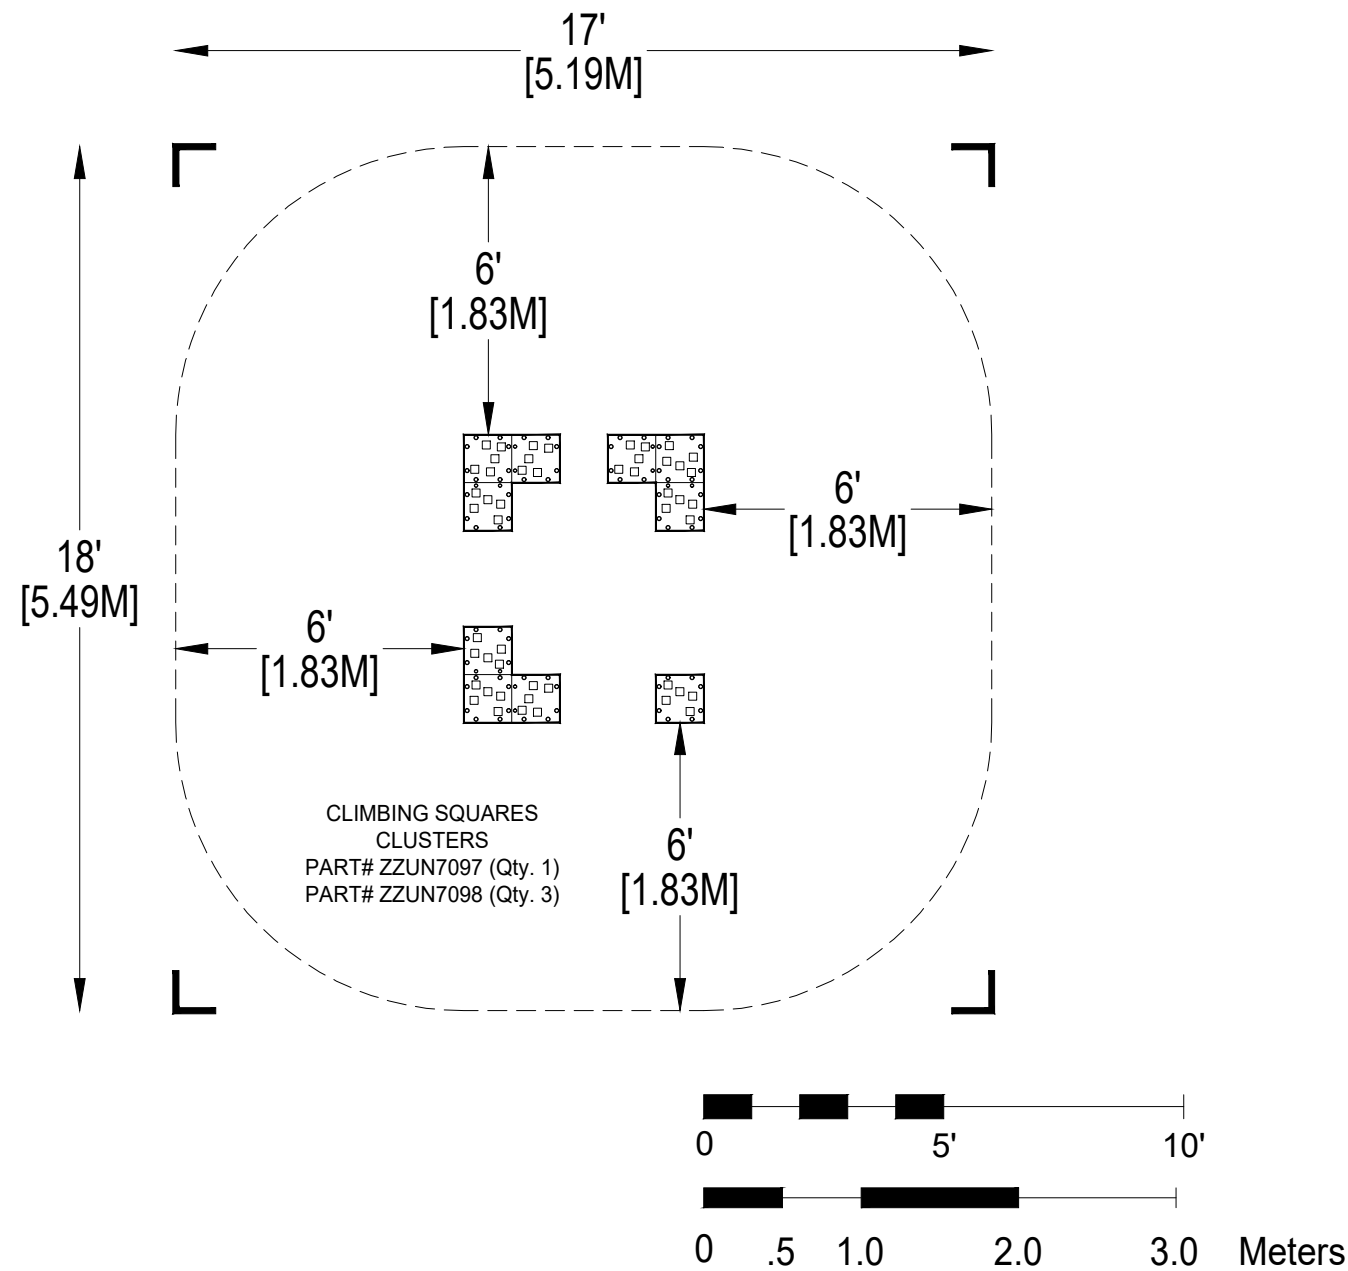 17'
[5.19M]
6'
[1.83M]
6'
[1.83M]
18'
[5.49M]
6'
[1.83M]
CLIMBING SQUARES
CLUSTERS
PART# ZZUN7097 (Qty. 1)
PART# ZZUN7098 (Qty. 3)
6'
[1.83M]
0 5' 10'
0 .5 1.0 2.0 3.0 Meters